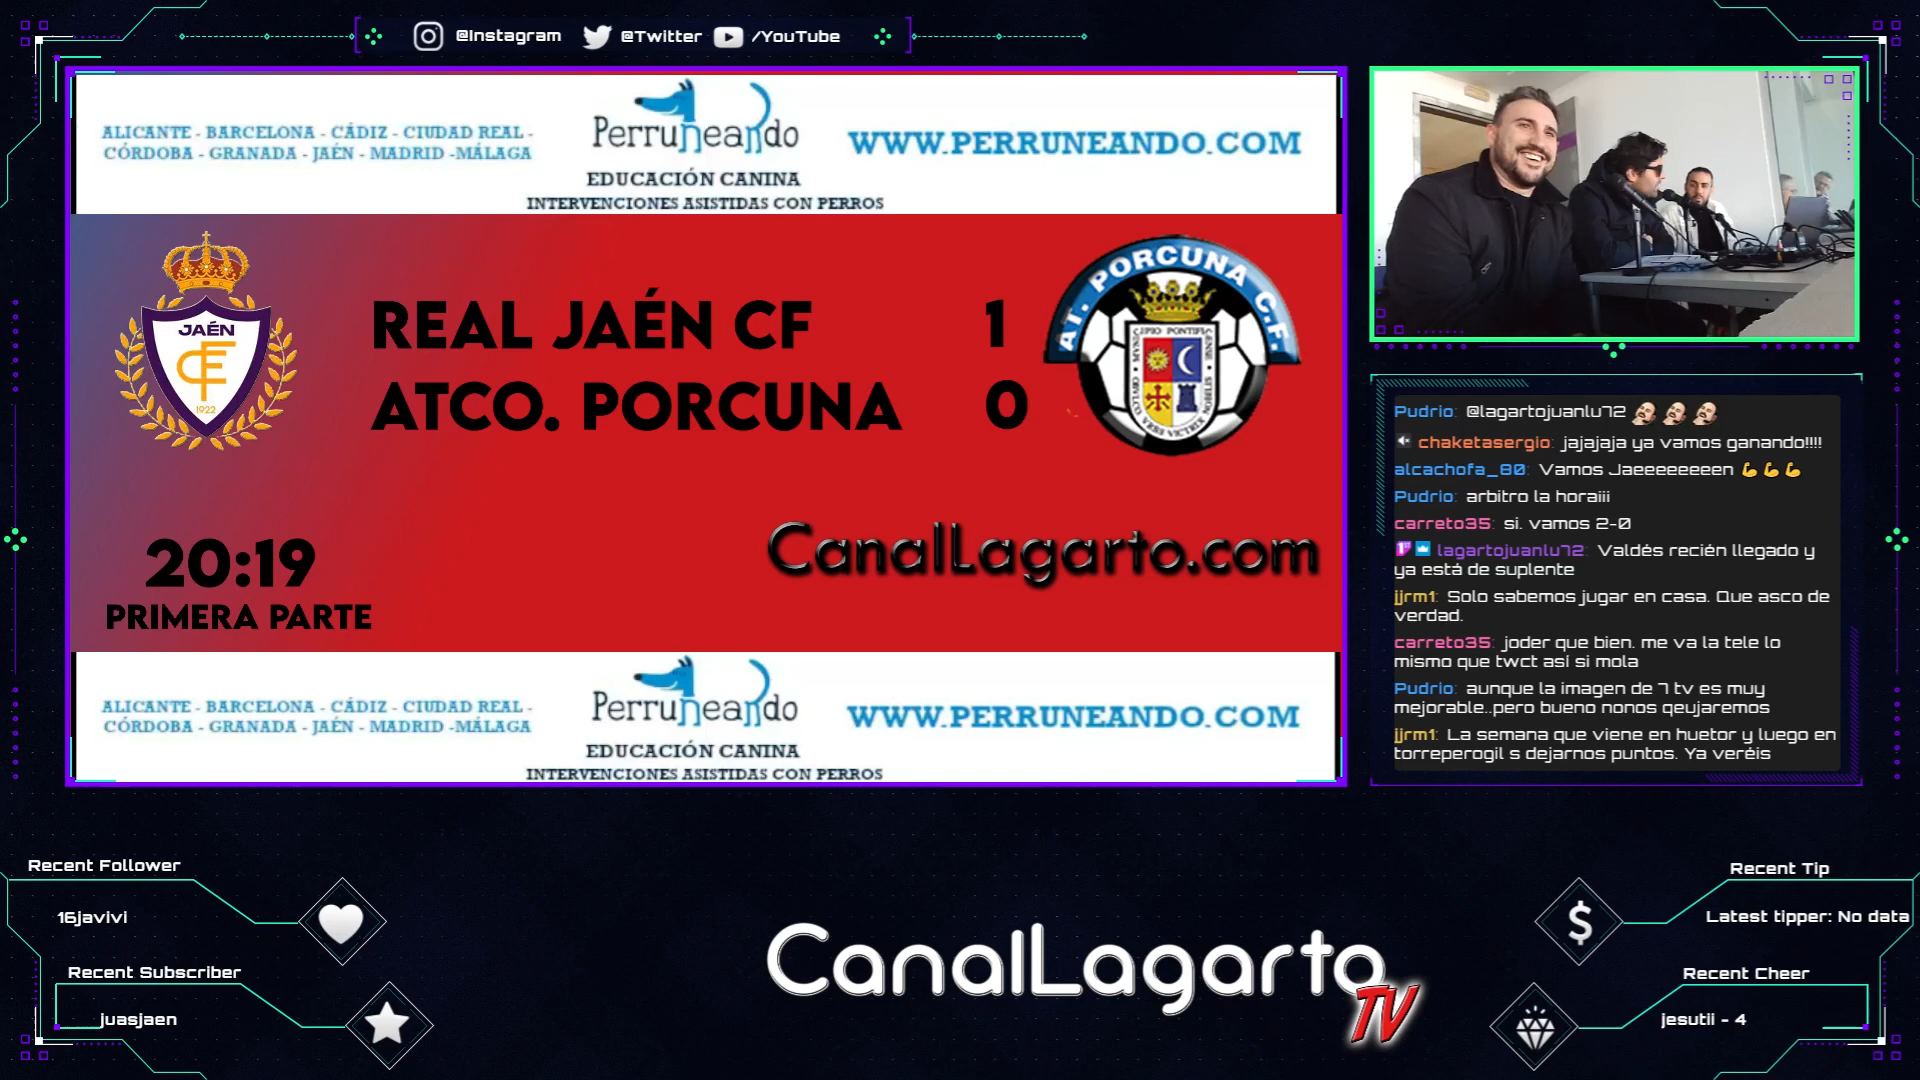 @Instagram @Twitter /YouTube
ALICANTE - BARCELONA - CÁDIZ - CIUDAD REAL -
CÓRDOBA - GRANADA - JAÉN - MADRID -MÁLAGA
Perruneando
EDUCACIÓN CANINA
INTERVENCIONES ASISTIDAS CON PERROS
WWW.PERRUNEANDO.COM
JAÉN
CF
1922
REAL JAÉN CF 1
ATCO. PORCUNA 0
AT. PORCUNA C.F.
20:19
PRIMERA PARTE
CanalLagarto.com
ALICANTE - BARCELONA - CÁDIZ - CIUDAD REAL -
CÓRDOBA - GRANADA - JAÉN - MADRID -MÁLAGA
Perruneando
EDUCACIÓN CANINA
INTERVENCIONES ASISTIDAS CON PERROS
WWW.PERRUNEANDO.COM
Pudrio: @lagartojuanlu72
chaketasergio: jajajaja ya vamos ganando!!!!
alcachofa_80: Vamos Jaeeeeeeeen 💪💪💪
Pudrio: arbitro la horaiii
carreto35: si. vamos 2-0
lagartojuanlu72: Valdés recién llegado y
ya está de suplente
jjrm1: Solo sabemos jugar en casa. Que asco de
verdad.
carreto35: joder que bien. me va la tele lo
mismo que twct así si mola
Pudrio: aunque la imagen de 7 tv es muy
mejorable..pero bueno nonos qeujaremos
jjrm1: La semana que viene en huetor y luego en
torreperogil s dejarnos puntos. Ya veréis
Recent Follower
16javivi
Recent Subscriber
juasjaen
CanalLagarto
TV
Recent Tip
Latest tipper: No data
Recent Cheer
jesutii - 4